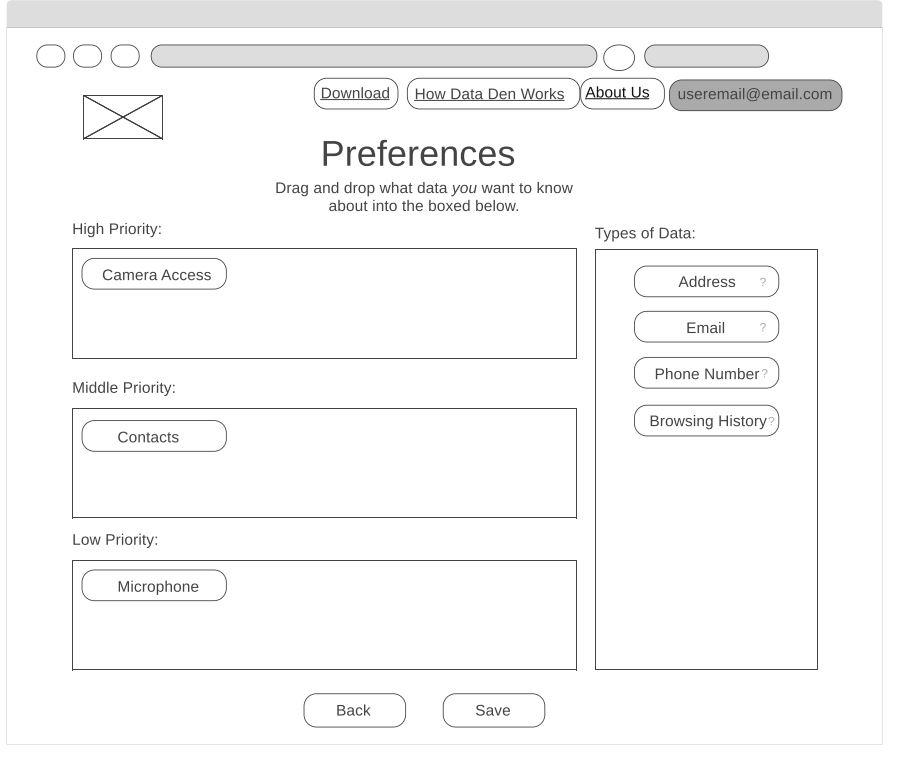 Download
How Data Den Works
About Us
useremail@email.com
Preferences
Drag and drop what data you want to know
about into the boxed below.
High Priority:
Camera Access
Middle Priority:
Contacts
Low Priority:
Microphone
Types of Data:
Address ?
Email ?
Phone Number ?
Browsing History ?
Back
Save